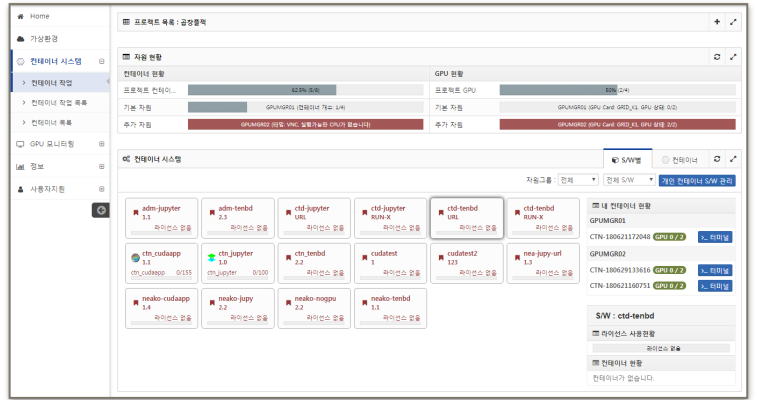 Home
프로젝트 목록 : 곰창플젝
가상환경
컨테이너 시스템
컨테이너 작업
컨테이너 작업 목록
컨테이너 목록
GPU 모니터링
정보
사용자지원
자원 현황
컨테이너 현황
GPU 현황
프로젝트 컨테이...
62.5% (5/8)
프로젝트 GPU
50% (2/4)
기본 자원
GPUMGR01 (컨테이너 개수: 1/4)
기본 자원
GPUMGR01 (GPU Card: GRID_K1, GPU 상태: 0/2)
추가 자원
GPUMGR02 (타입: VNC, 실행가능한 CPU가 없습니다)
추가 자원
GPUMGR02 (GPU Card: GRID_K1, GPU 상태: 2/2)
컨테이너 시스템
S/W별
컨테이너
자원그룹 : 전체
전체 S/W
개인 컨테이너 S/W 관리
adm-jupyter
1.1
라이선스 없음
adm-tenbd
2.3
라이선스 없음
ctd-jupyter
URL
라이선스 없음
ctd-jupyter
RUN-X
라이선스 없음
ctd-tenbd
URL
라이선스 없음
ctd-tenbd
RUN-X
라이선스 없음
ctn_cudaapp
1.1
ctn_cudaapp 0/155
ctn_jupyter
1.0
ctn_jupyter 0/100
ctn_tenbd
2.2
라이선스 없음
cudatest
1
라이선스 없음
cudatest2
123
라이선스 없음
nea-jupy-url
1.3
라이선스 없음
neako-cudaapp
1.4
라이선스 없음
neako-jupy
2.2
라이선스 없음
neako-nogpu
2.2
라이선스 없음
neako-tenbd
1.1
라이선스 없음
내 컨테이너 현황
GPUMGR01
CTN-180621172048 GPU 0 / 2 >_ 터미널
GPUMGR02
CTN-180629133616 GPU 0 / 2 >_ 터미널
CTN-180621160751 GPU 0 / 2 >_ 터미널
S/W : ctd-tenbd
라이선스 사용현황
라이선스 없음
컨테이너 현황
컨테이너가 없습니다.